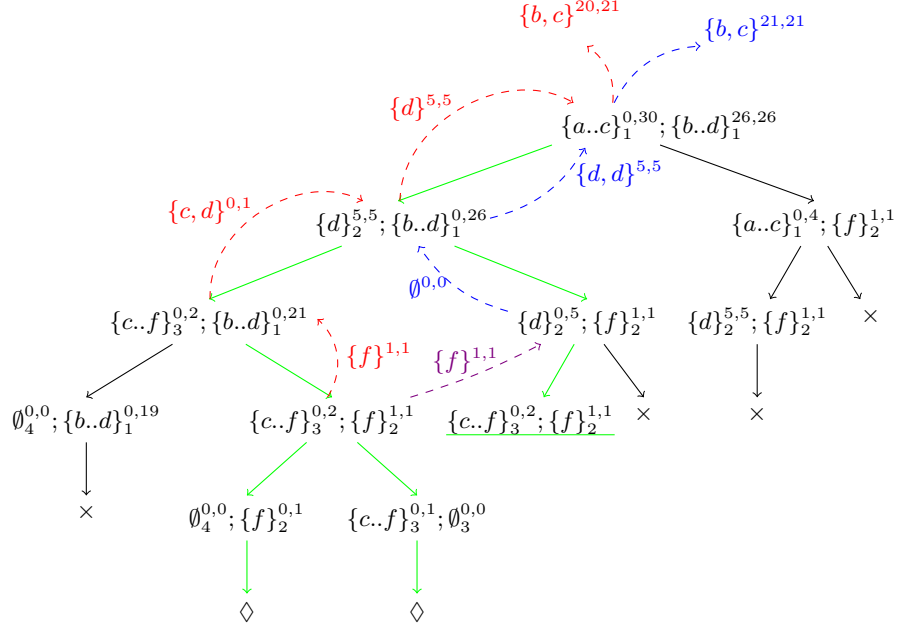 {b, c}^{20,21}
{b, c}^{21,21}
{d}^{5,5}
{a..c}_1^{0,30}; {b..d}_1^{26,26}
{d, d}^{5,5}
{c, d}^{0,1}
{d}_2^{5,5}; {b..d}_1^{0,26}
{a..c}_1^{0,4}; {f}_2^{1,1}
∅^{0,0}
{c..f}_3^{0,2}; {b..d}_1^{0,21}
{d}_2^{0,5}; {f}_2^{1,1}
{d}_2^{5,5}; {f}_2^{1,1}
×
{f}^{1,1}
{f}^{1,1}
∅_4^{0,0}; {b..d}_1^{0,19}
{c..f}_3^{0,2}; {f}_2^{1,1}
{c..f}_3^{0,2}; {f}_2^{1,1}
×
×
×
∅_4^{0,0}; {f}_2^{0,1}
{c..f}_3^{0,1}; ∅_3^{0,0}
◊
◊